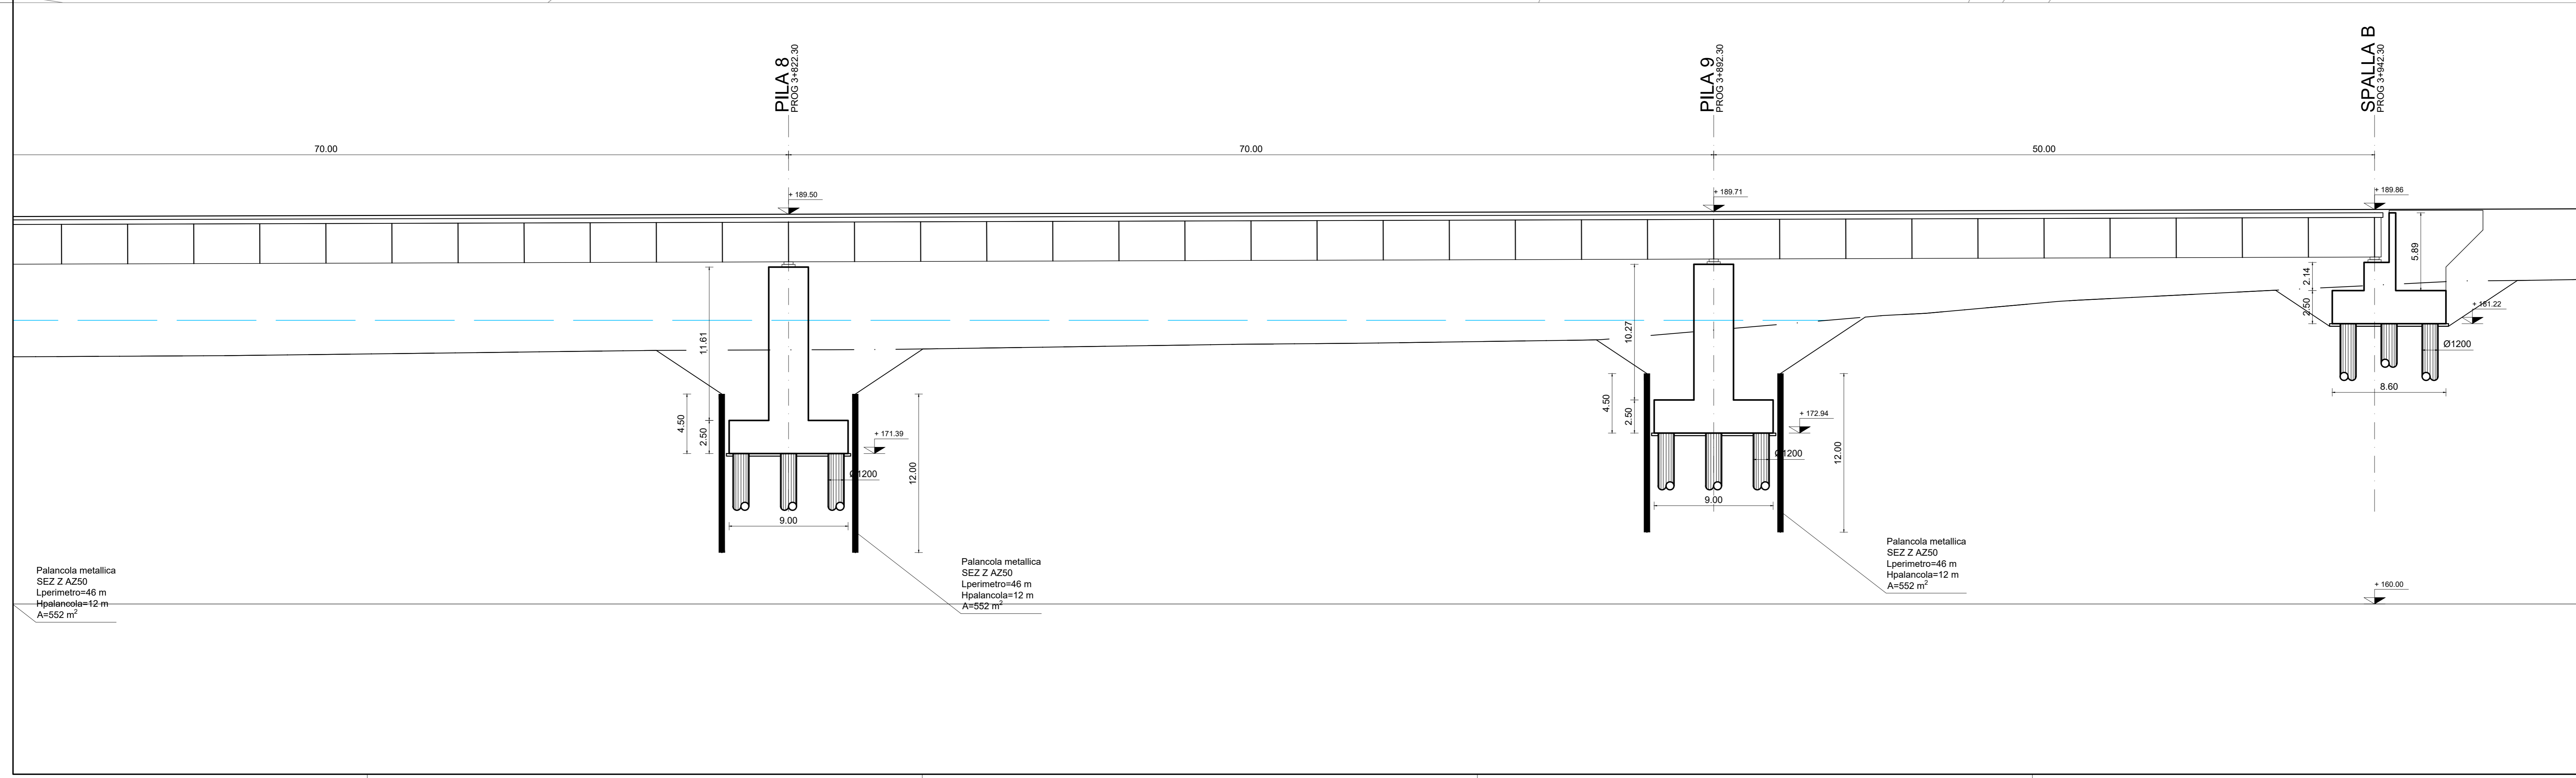 PILA 8
PROG 3+822.30
PILA 9
PROG 3+892.30
SPALLA B
PROG 3+942.30
70.00
70.00
50.00
+ 189.50
+ 189.71
+ 189.86
11.61
4.50
2.50
+ 171.39
Ø1200
12.00
9.00
10.27
4.50
2.50
+ 172.94
Ø1200
12.00
9.00
5.89
2.14
2.50
+ 181.22
Ø1200
8.60
Palancola metallica
SEZ Z AZ50
Lperimetro=46 m
Hpalancola=12 m
A=552 m²
Palancola metallica
SEZ Z AZ50
Lperimetro=46 m
Hpalancola=12 m
A=552 m²
Palancola metallica
SEZ Z AZ50
Lperimetro=46 m
Hpalancola=12 m
A=552 m²
+ 160.00